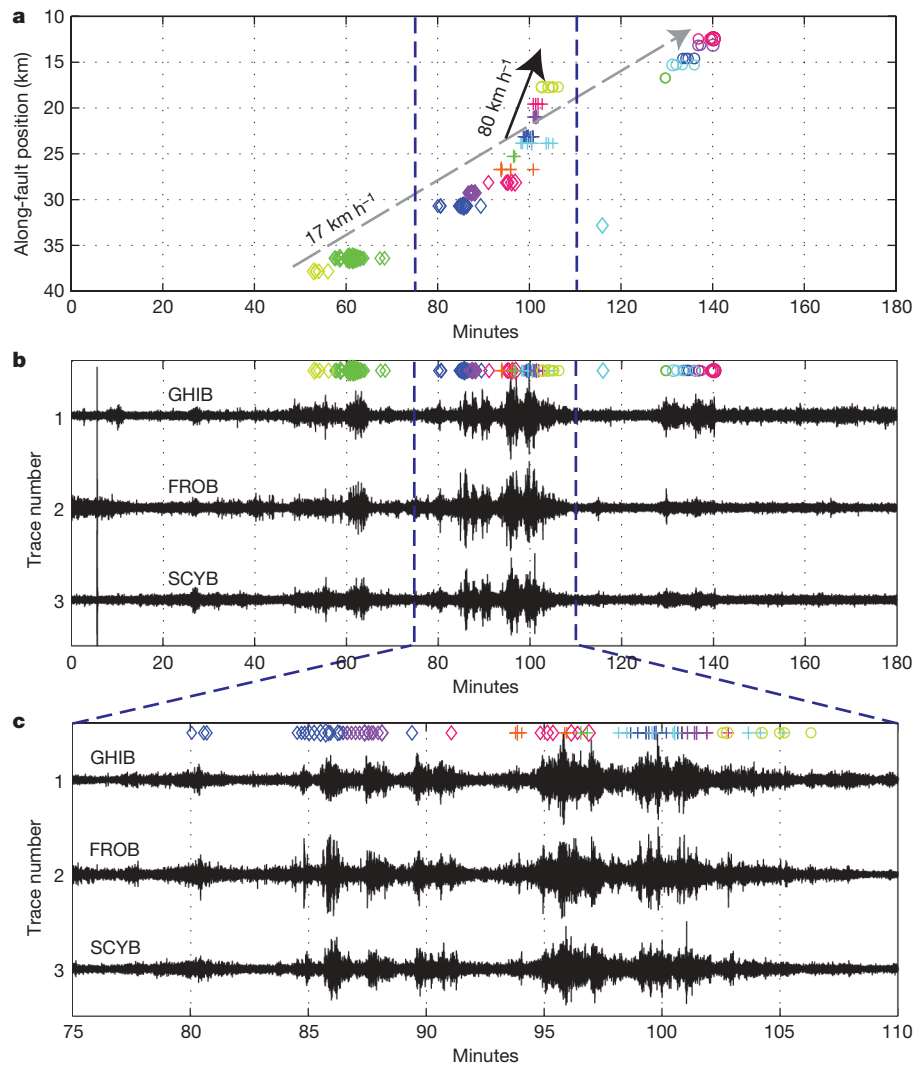 a
10
15
20
25
30
35
40
Along-fault position (km)
17 km h⁻¹
80 km h⁻¹
0 20 40 60 80 100 120 140 160 180
Minutes
b
Trace number
1
GHIB
2
FROB
3
SCYB
0 20 40 60 80 100 120 140 160 180
Minutes
c
Trace number
1
GHIB
2
FROB
3
SCYB
75 80 85 90 95 100 105 110
Minutes